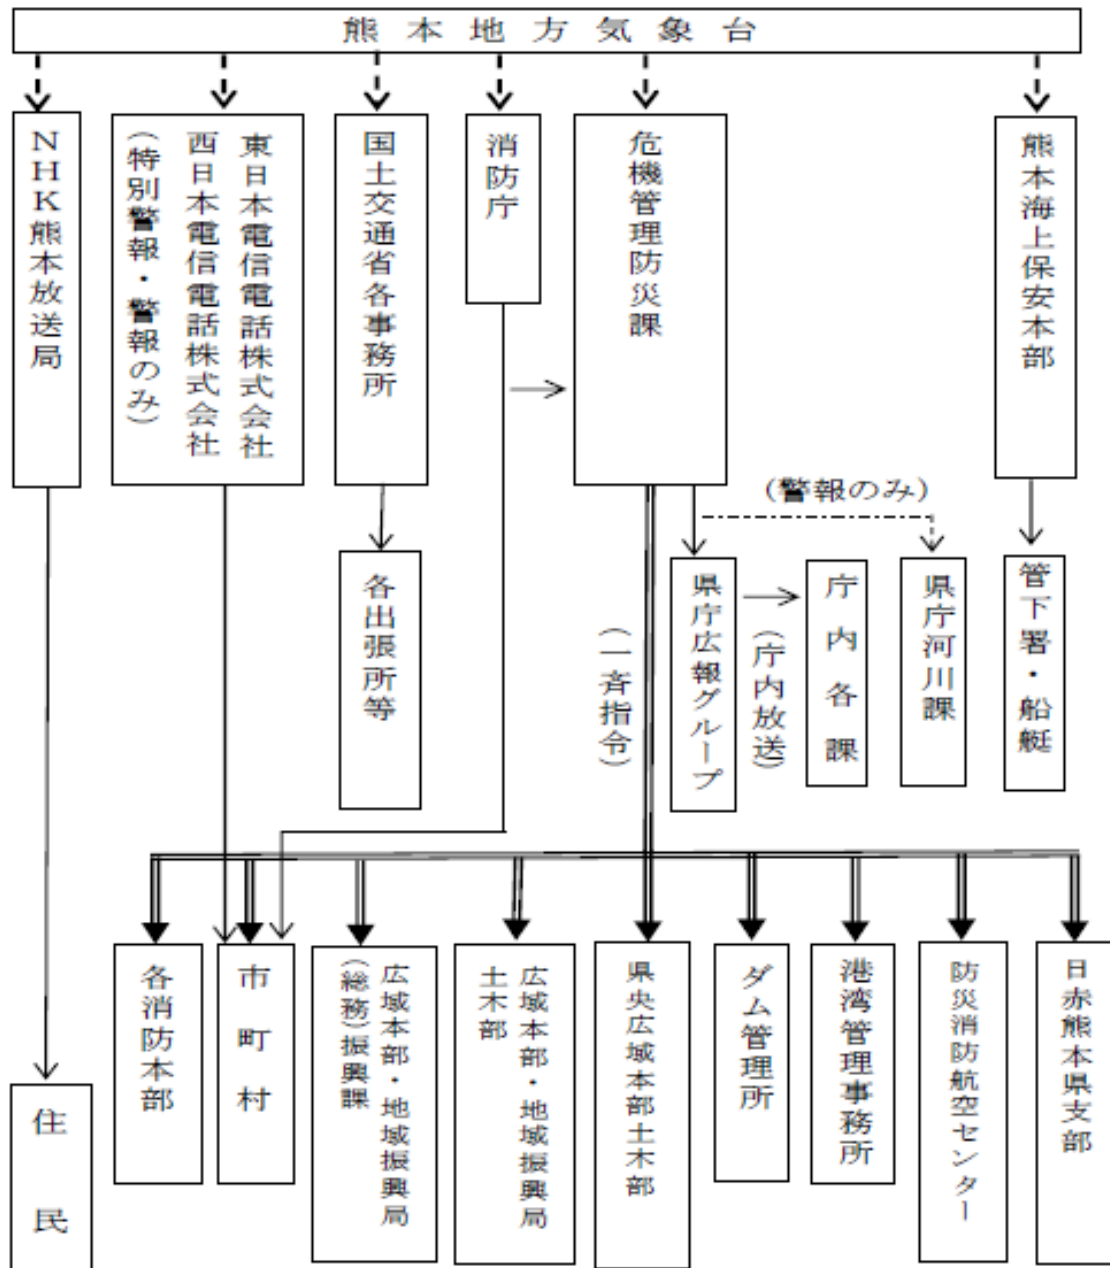 熊本地方気象台
NHK熊本放送局
東日本電信電話株式会社
西日本電信電話株式会社
(特別警報・警報のみ)
国土交通省各事務所
消防庁
危機管理防災課
熊本海上保安本部
(警報のみ)
各出張所等
(一斉指令)
県庁広報グループ
(庁内放送)
庁内各課
県庁河川課
管下署・船艇
住民
各消防本部
市町村
広域本部・地域振興局
(総務)振興課
広域本部・地域振興局
土木部
県央広域本部土木部
ダム管理所
港湾管理事務所
防災消防航空センター
日赤熊本県支部